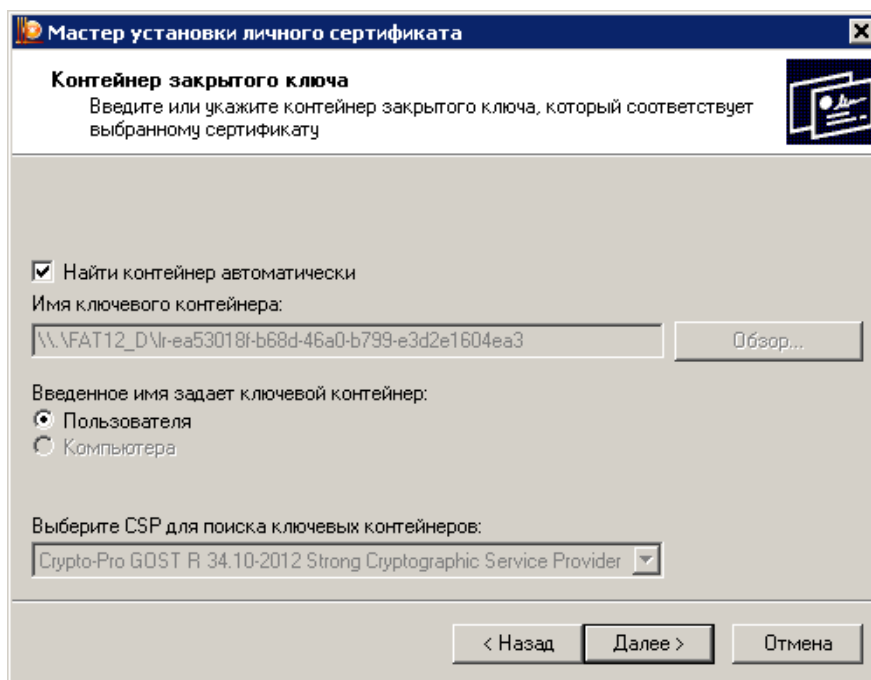 Мастер установки личного сертификата
Контейнер закрытого ключа
Введите или укажите контейнер закрытого ключа, который соответствует
выбранному сертификату
Найти контейнер автоматически
Имя ключевого контейнера:
\\.\FAT12_D\lr-ea53018f-b68d-46a0-b799-e3d2e1604ea3
Обзор...
Введенное имя задает ключевой контейнер:
Пользователя
Компьютера
Выберите CSP для поиска ключевых контейнеров:
Crypto-Pro GOST R 34.10-2012 Strong Cryptographic Service Provider
< Назад
Далее >
Отмена